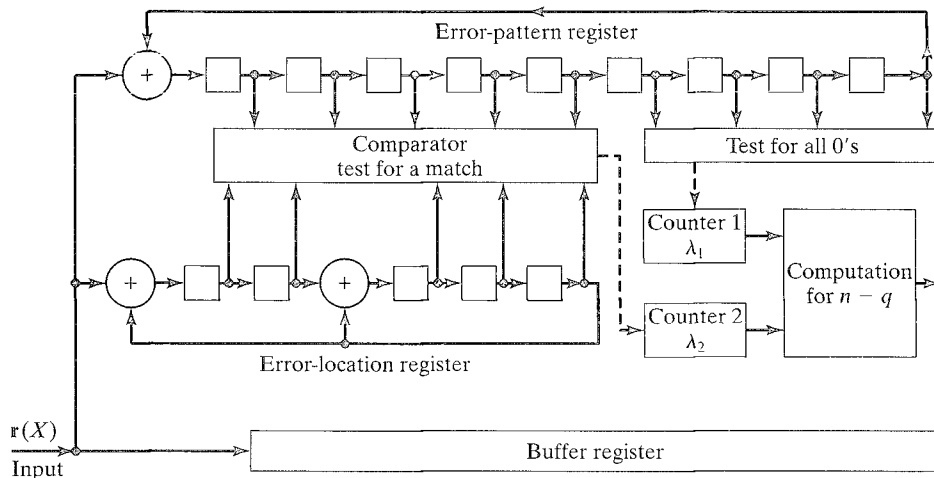 Error-pattern register
+
Comparator
test for a match
Test for all 0's
Counter 1
λ₁
Computation
for n − q
+
+
Counter 2
λ₂
Error-location register
r(X)
Input
Buffer register